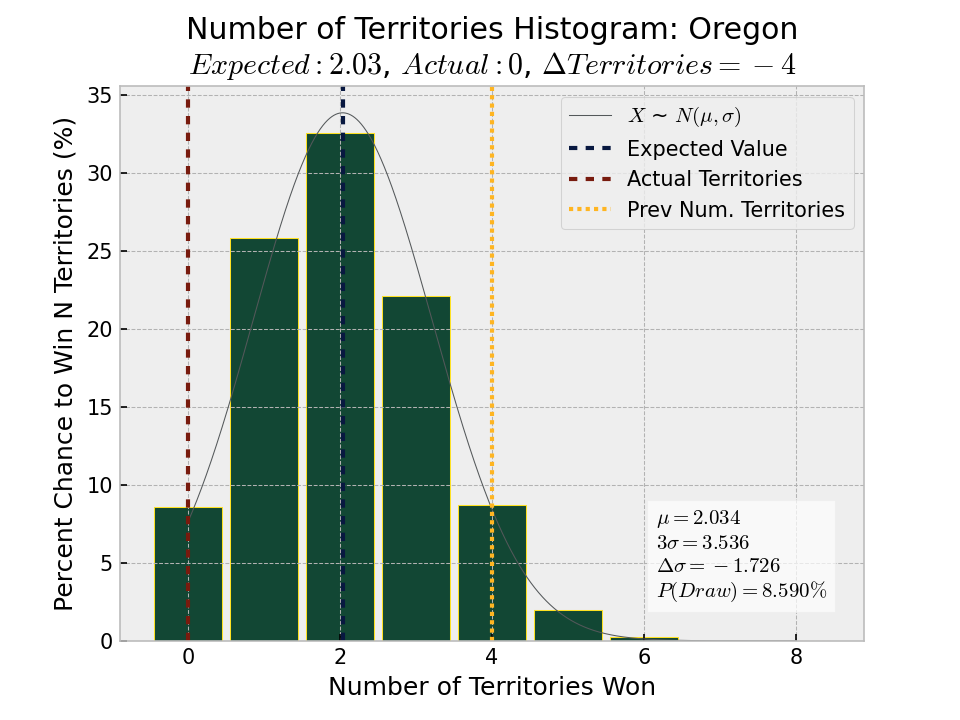 Number of Territories Histogram: Oregon
Expected : 2.03, Actual : 0, ΔTerritories = −4
Percent Chance to Win N Territories (%)
35
30
25
20
15
10
5
0
X ~ N(μ, σ)
Expected Value
Actual Territories
Prev Num. Territories
μ = 2.034
3σ = 3.536
Δσ = −1.726
P(Draw) = 8.590%
0 2 4 6 8
Number of Territories Won